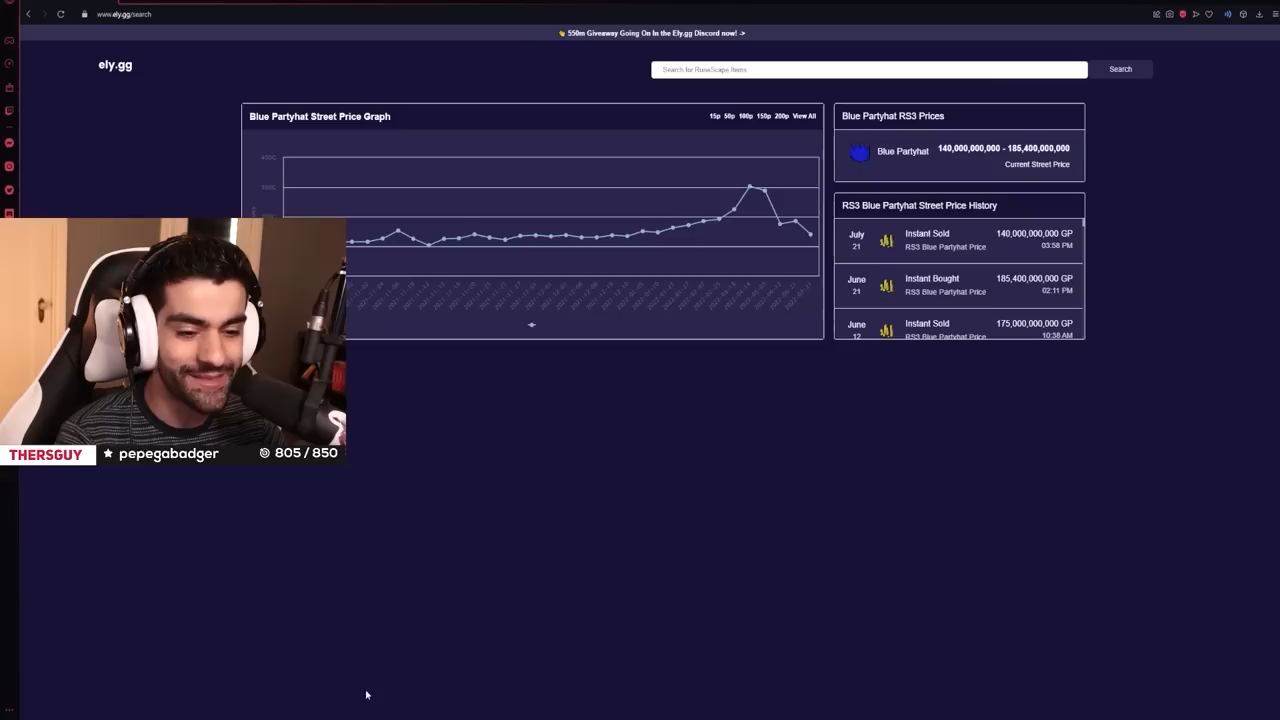 www.ely.gg/search
👏 550m Giveaway Going On In the Ely.gg Discord now! ->
ely.gg
Search for RuneScape Items
Search
Blue Partyhat Street Price Graph
15p 50p 100p 150p 200p View All
Blue Partyhat RS3 Prices
Blue Partyhat
140,000,000,000 - 185,400,000,000
Current Street Price
RS3 Blue Partyhat Street Price History
July 21
Instant Sold
140,000,000,000 GP
RS3 Blue Partyhat Price
03:58 PM
June 21
Instant Bought
185,400,000,000 GP
RS3 Blue Partyhat Price
02:11 PM
June 12
Instant Sold
175,000,000,000 GP
RS3 Blue Partyhat Price
10:38 AM
THERSGUY
pepegabadger
805 / 850